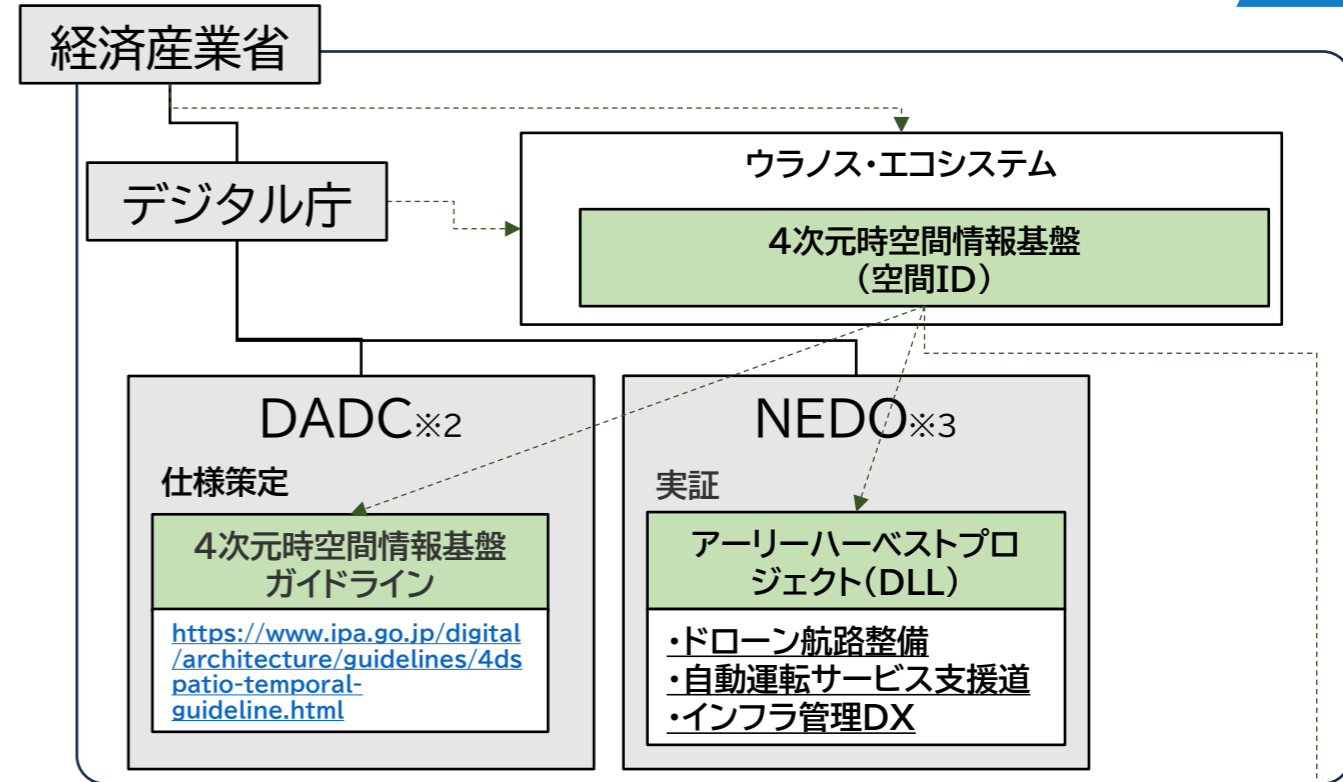 経済産業省
デジタル庁
ウラノス・エコシステム
4次元時空間情報基盤
(空間ID)
DADC※2
仕様策定
4次元時空間情報基盤
ガイドライン
https://www.ipa.go.jp/digital
/architecture/guidelines/4ds
patio-temporal-
guideline.html
NEDO※3
実証
アーリーハーベストプロ
ジェクト(DLL)
・ドローン航路整備
・自動運転サービス支援道
・インフラ管理DX